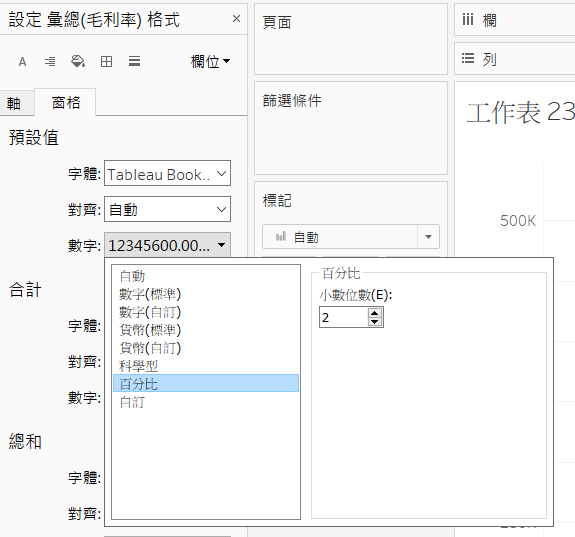 設定 彙總(毛利率) 格式
×
A
欄位
軸
窗格
預設值
字體:
Tableau Book...
對齊:
自動
數字:
12345600.00...
合計
字體:
對齊:
數字:
總和
字體:
對齊:
自動
數字(標準)
數字(自訂)
貨幣(標準)
貨幣(自訂)
科學型
百分比
自訂
百分比
小數位數(E):
2
頁面
篩選條件
標記
自動
欄
列
工作表 23
500K